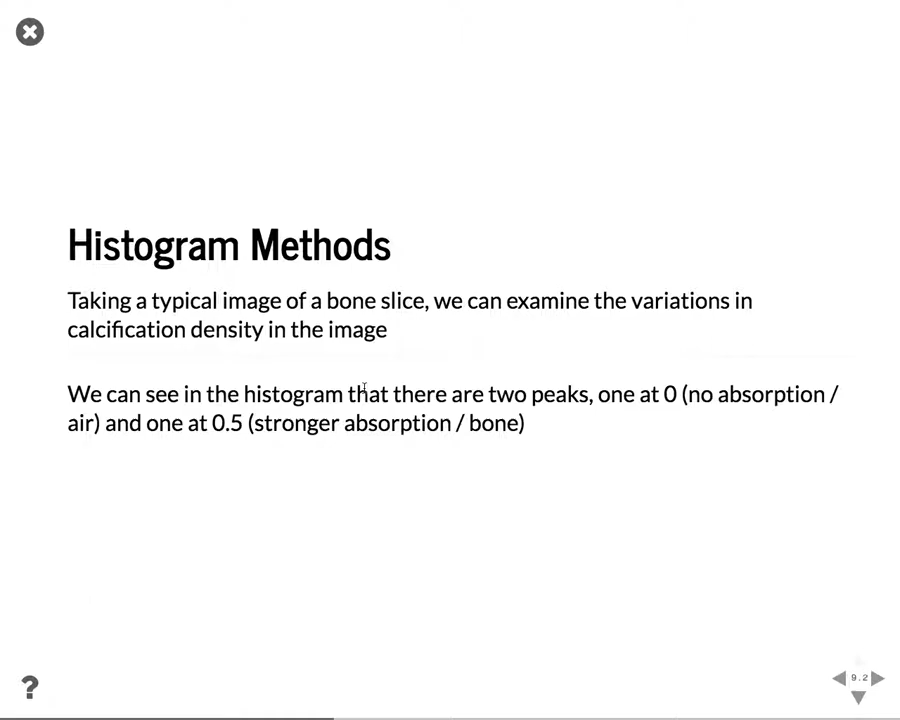 Histogram Methods
Taking a typical image of a bone slice, we can examine the variations in
calcification density in the image
We can see in the histogram that there are two peaks, one at 0 (no absorption /
air) and one at 0.5 (stronger absorption / bone)
?
9.2